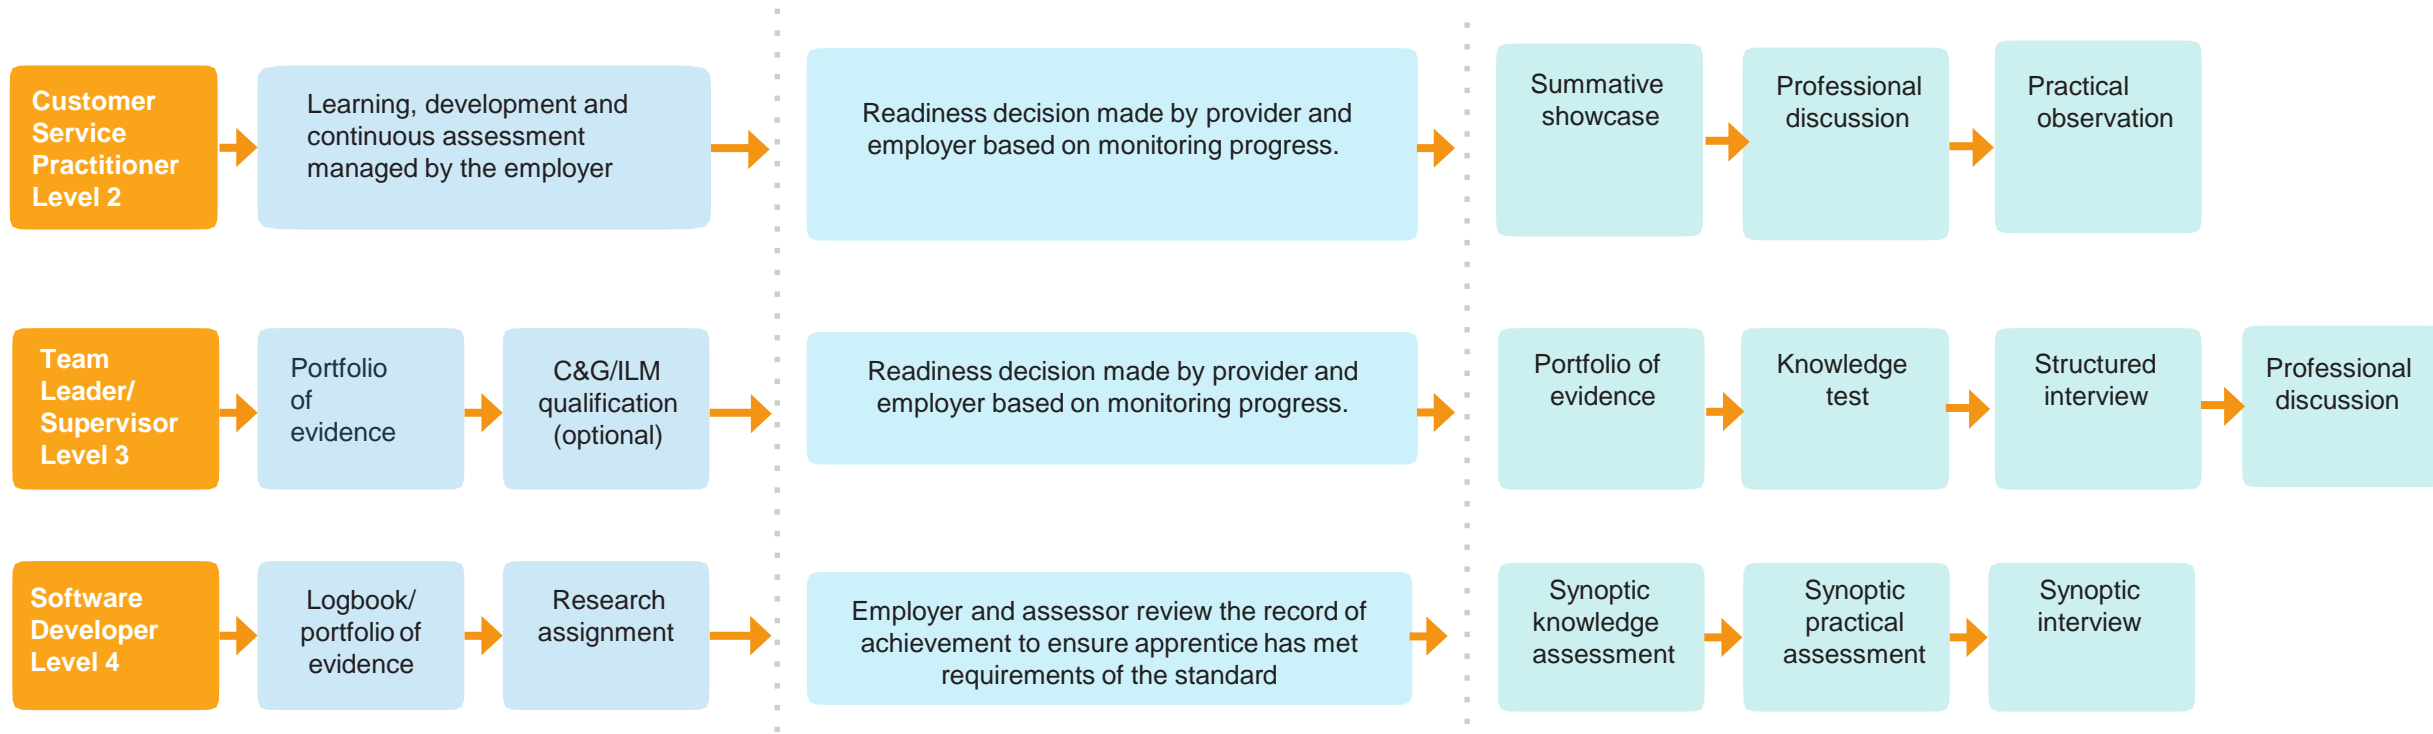 Customer
Service
Practitioner
Level 2
Learning, development and
continuous assessment
managed by the employer
Readiness decision made by provider and
employer based on monitoring progress.
Summative
showcase
Professional
discussion
Practical
observation
Team
Leader/
Supervisor
Level 3
Portfolio
of
evidence
C&G/ILM
qualification
(optional)
Readiness decision made by provider and
employer based on monitoring progress.
Portfolio of
evidence
Knowledge
test
Structured
interview
Professional
discussion
Software
Developer
Level 4
Logbook/
portfolio of
evidence
Research
assignment
Employer and assessor review the record of
achievement to ensure apprentice has met
requirements of the standard
Synoptic
knowledge
assessment
Synoptic
practical
assessment
Synoptic
interview